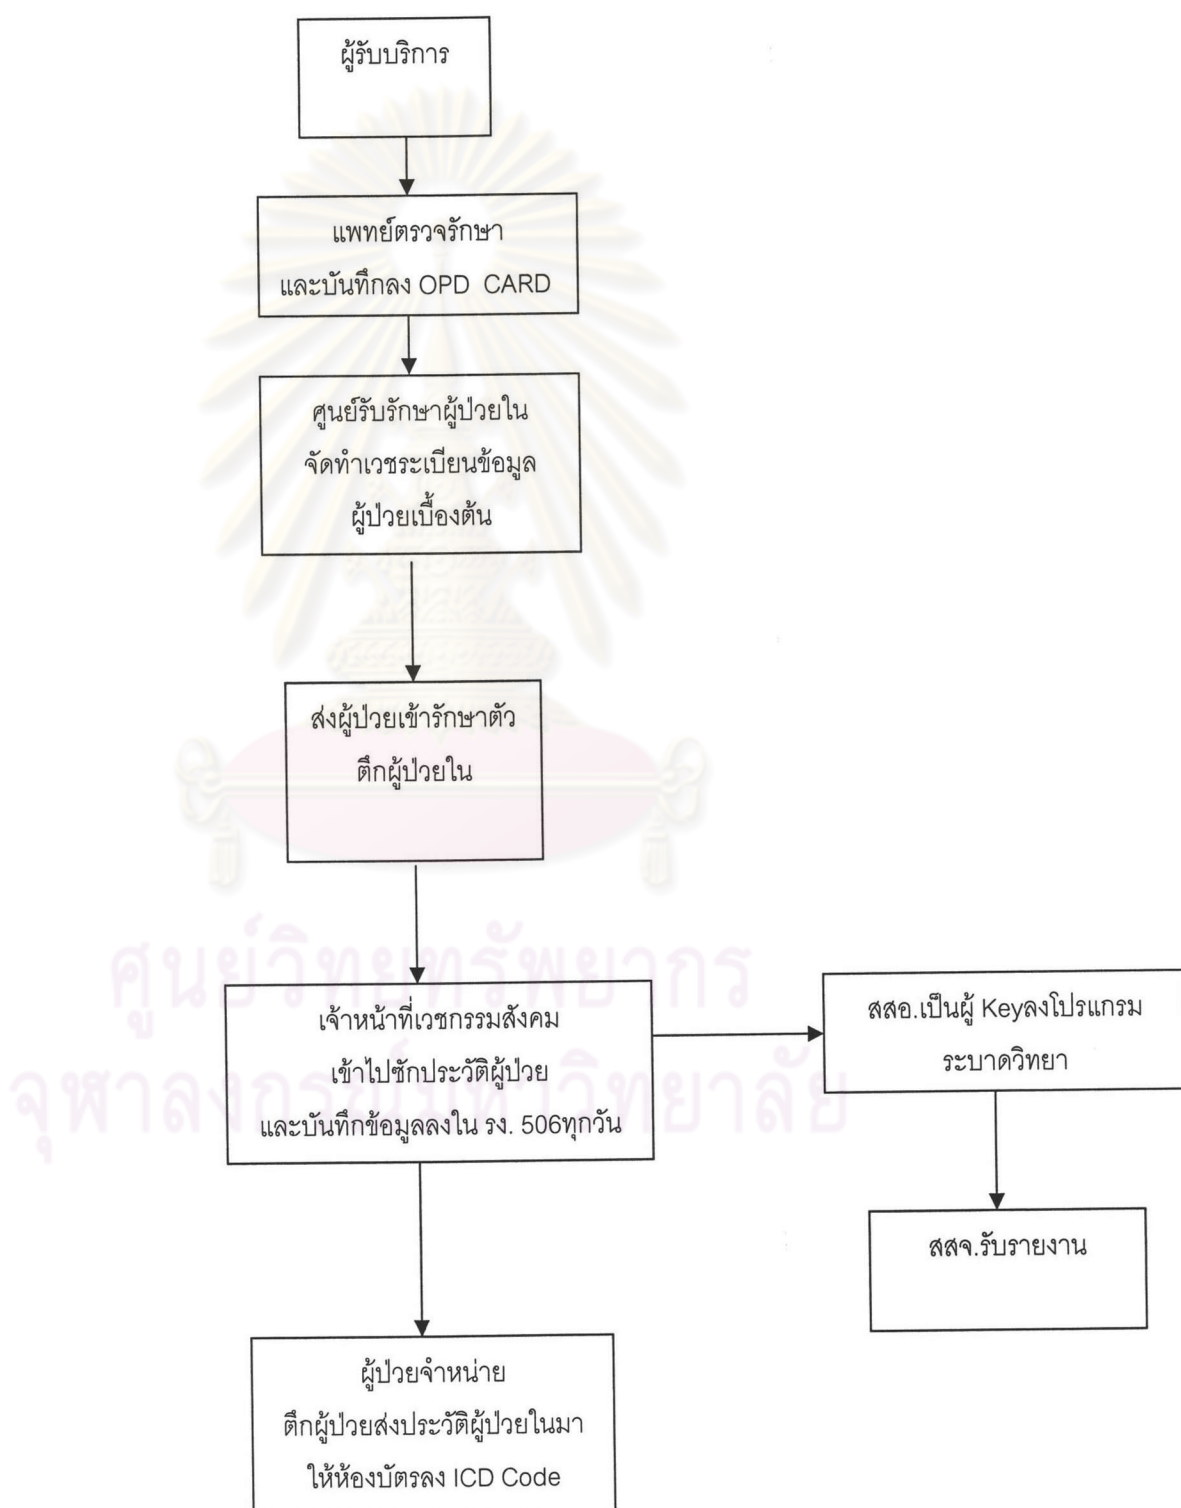 ผู้รับบริการ
แพทย์ตรวจรักษา
และบันทึกลง OPD CARD
ศูนย์รับรักษาผู้ป่วยใน
จัดทำเวชระเบียนข้อมูล
ผู้ป่วยเบื้องต้น
ส่งผู้ป่วยเข้ารักษาตัว
ตึกผู้ป่วยใน
ศูนย์วิทยทรัพยากร
จุฬาลงกรณ์มหาวิทยาลัย
เจ้าหน้าที่เวชกรรมสังคม
เข้าไปซักประวัติผู้ป่วย
และบันทึกข้อมูลลงใน รง. 506ทุกวัน
สสอ.เป็นผู้ Keyลงโปรแกรม
ระบาดวิทยา
สสจ.รับรายงาน
ผู้ป่วยจำหน่าย
ตึกผู้ป่วยส่งประวัติผู้ป่วยในมา
ให้ห้องบัตรลง ICD Code